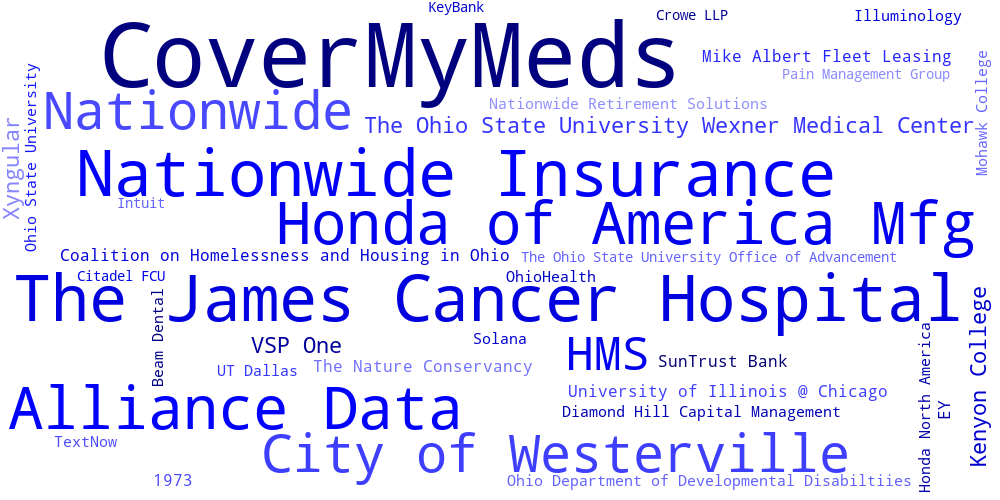 KeyBank
Crowe LLP
Illuminology
CoverMyMeds
Mike Albert Fleet Leasing
Pain Management Group
Mohawk College
Ohio State University
Xyngular
Nationwide
Nationwide Retirement Solutions
The Ohio State University Wexner Medical Center
Nationwide Insurance
Intuit
Honda of America Mfg
Coalition on Homelessness and Housing in Ohio
The Ohio State University Office of Advancement
Citadel FCU
OhioHealth
The James Cancer Hospital
Beam Dental
VSP One
Solana
HMS
SunTrust Bank
UT Dallas
The Nature Conservancy
Kenyon College
Honda North America
EY
Alliance Data
University of Illinois @ Chicago
Diamond Hill Capital Management
TextNow
City of Westerville
1973
Ohio Department of Developmental Disabiltiies